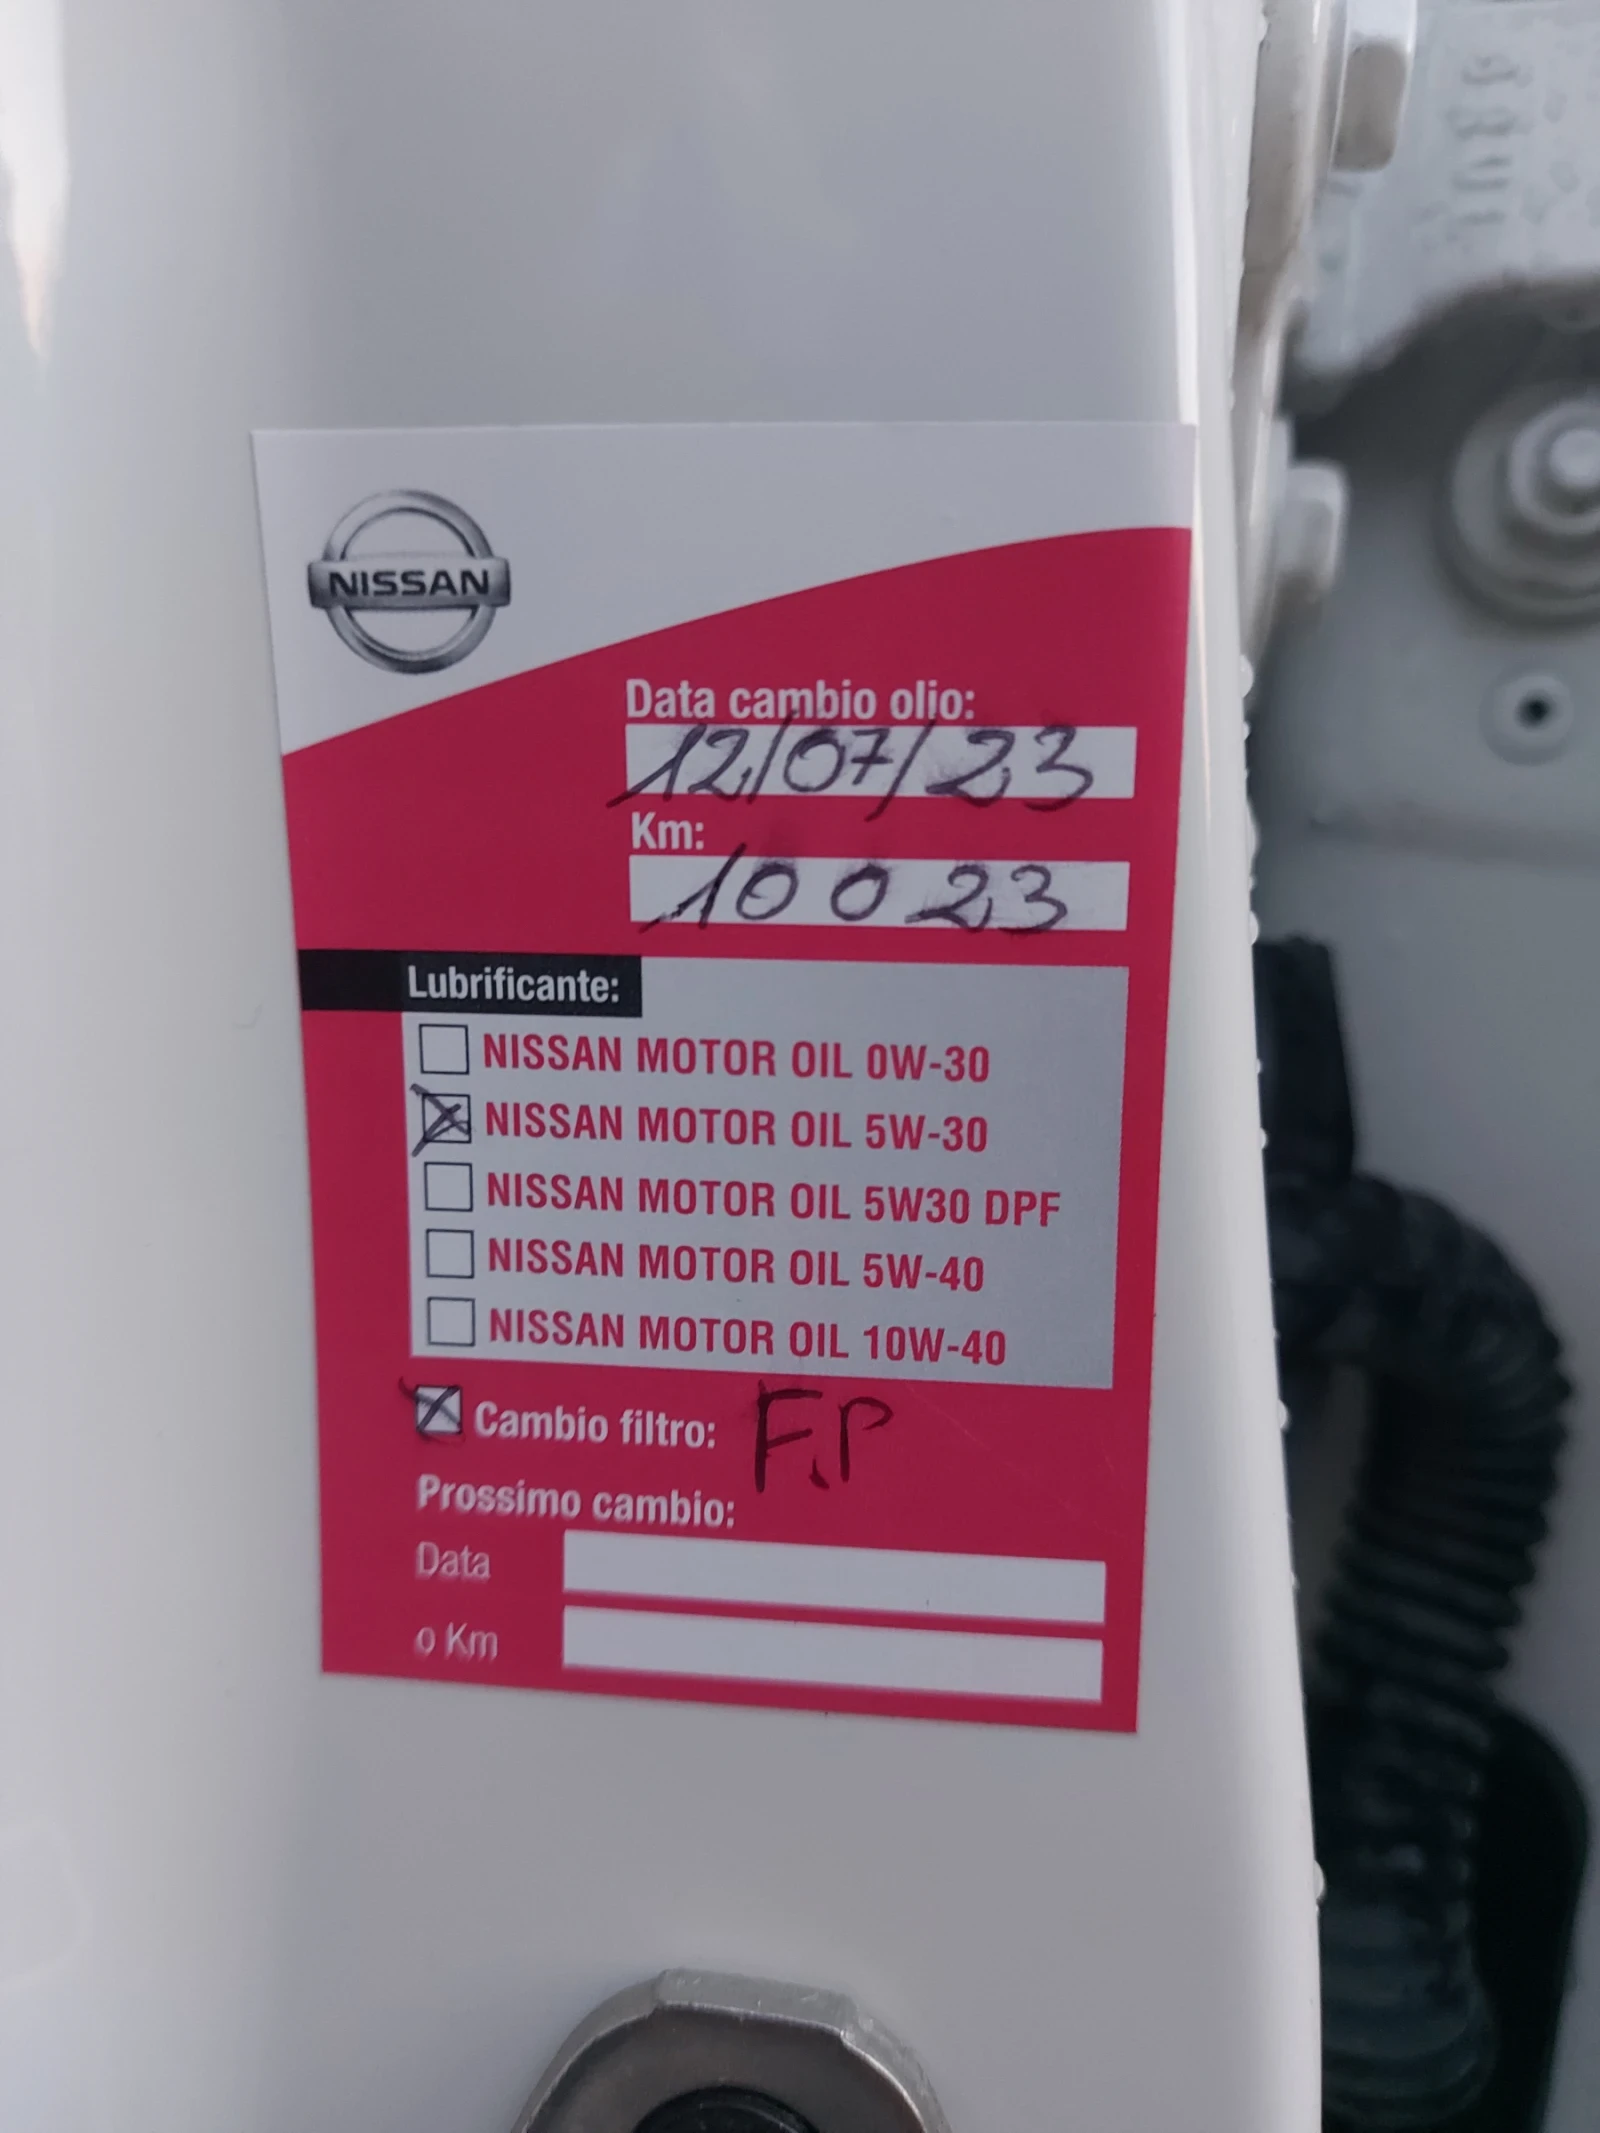 NISSAN
Data cambio olio:
12/07/23
Km:
10023
Lubrificante:
NISSAN MOTOR OIL 0W-30
NISSAN MOTOR OIL 5W-30
NISSAN MOTOR OIL 5W30 DPF
NISSAN MOTOR OIL 5W-40
NISSAN MOTOR OIL 10W-40
Cambio filtro: F.P
Prossimo cambio:
Data
o Km